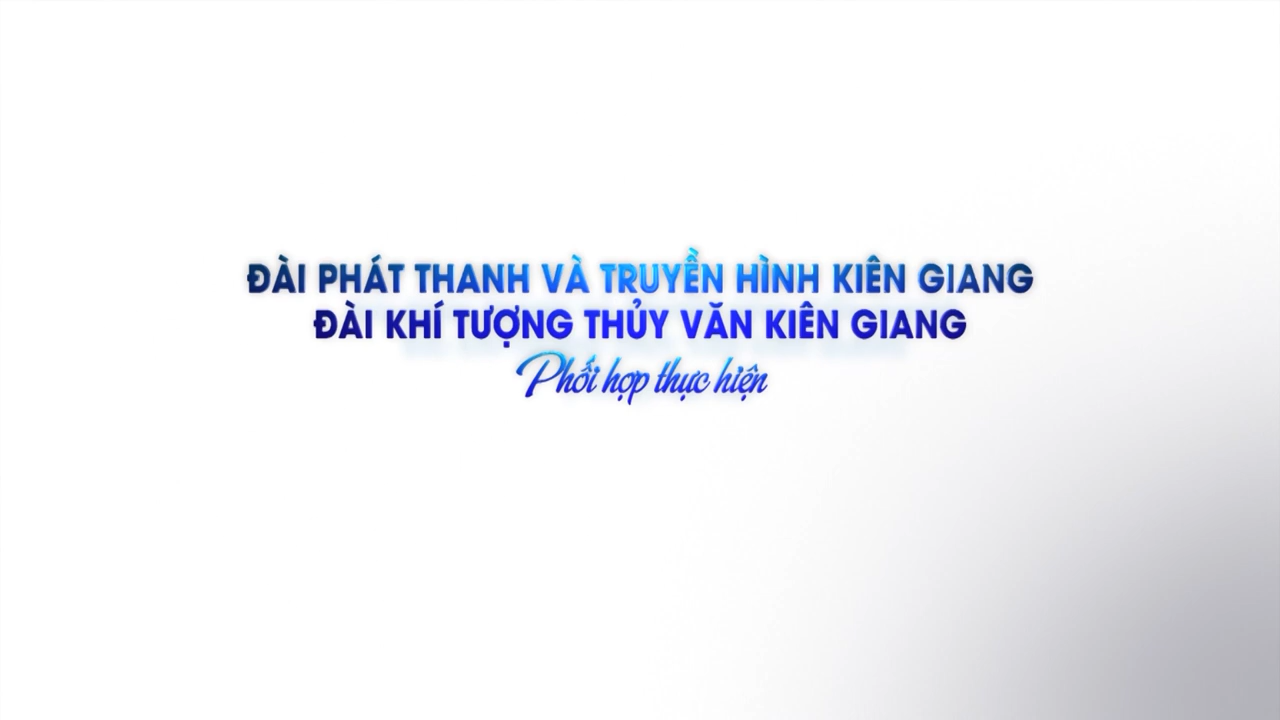 ĐÀI PHÁT THANH VÀ TRUYỀN HÌNH KIÊN GIANG
ĐÀI KHÍ TƯỢNG THỦY VĂN KIÊN GIANG
Phối hợp thực hiện